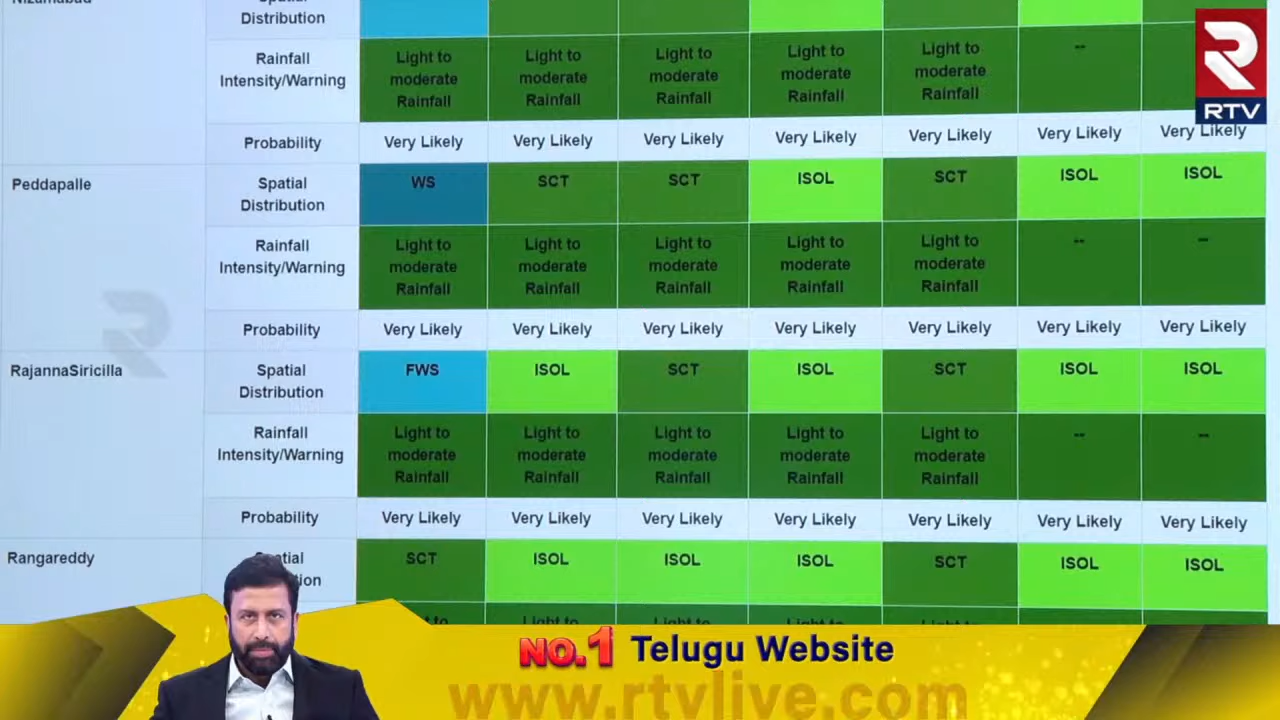 Nizamabad
Spatial
Distribution
Rainfall
Intensity/Warning
Light to
moderate
Rainfall
Light to
moderate
Rainfall
Light to
moderate
Rainfall
Light to
moderate
Rainfall
Light to
moderate
Rainfall
--
Probability
Very Likely
Very Likely
Very Likely
Very Likely
Very Likely
Very Likely
Very Likely
RTV
Peddapalle
Spatial
Distribution
WS
SCT
SCT
ISOL
SCT
ISOL
ISOL
Rainfall
Intensity/Warning
Light to
moderate
Rainfall
Light to
moderate
Rainfall
Light to
moderate
Rainfall
Light to
moderate
Rainfall
Light to
moderate
Rainfall
--
--
Probability
Very Likely
Very Likely
Very Likely
Very Likely
Very Likely
Very Likely
Very Likely
RajannaSiricilla
Spatial
Distribution
FWS
ISOL
SCT
ISOL
SCT
ISOL
ISOL
Rainfall
Intensity/Warning
Light to
moderate
Rainfall
Light to
moderate
Rainfall
Light to
moderate
Rainfall
Light to
moderate
Rainfall
Light to
moderate
Rainfall
--
--
Probability
Very Likely
Very Likely
Very Likely
Very Likely
Very Likely
Very Likely
Very Likely
Rangareddy
SCT
ISOL
ISOL
ISOL
SCT
ISOL
ISOL
NO.1 Telugu Website
www.rtvlive.com